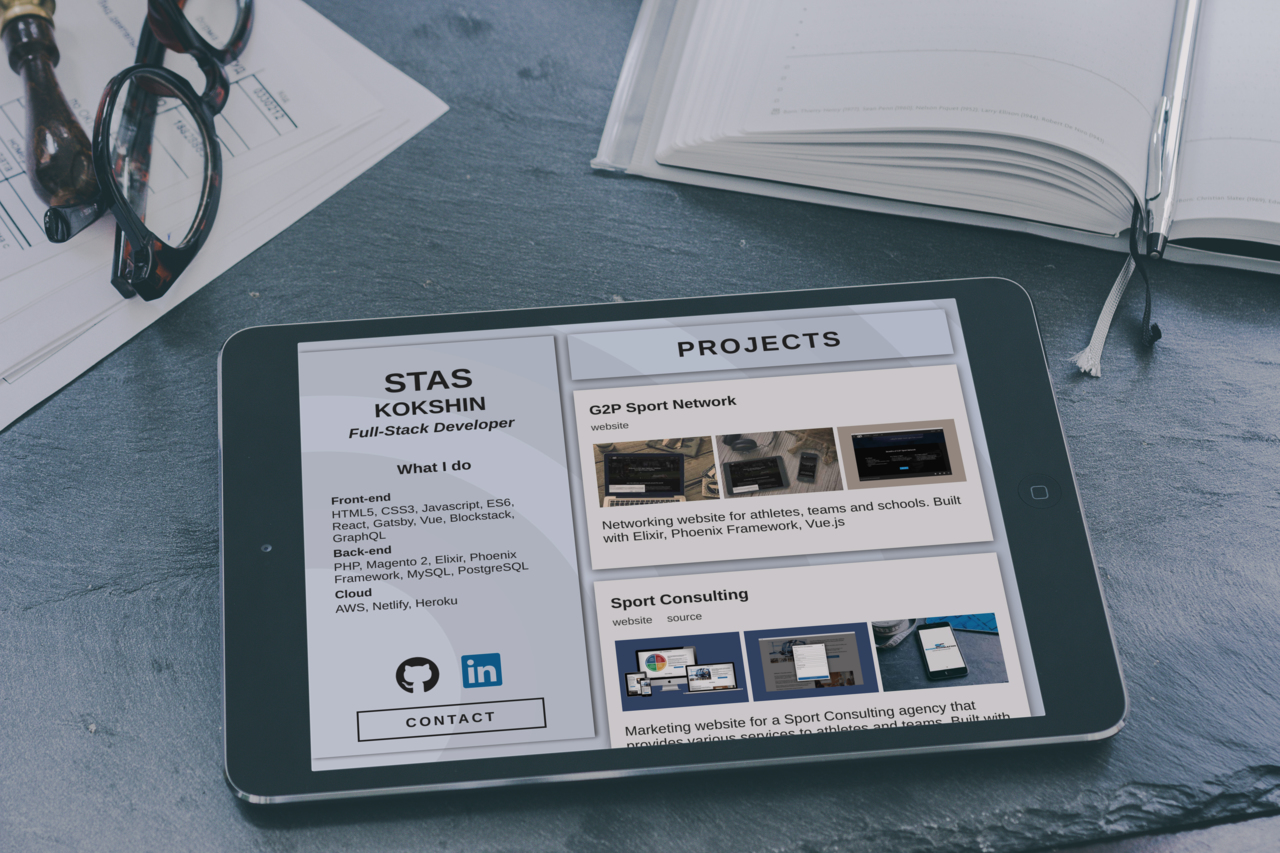 STAS
KOKSHIN
Full-Stack Developer
What I do
Front-end
HTML5, CSS3, Javascript, ES6,
React, Gatsby, Vue, Blockstack,
GraphQL
Back-end
PHP, Magento 2, Elixir, Phoenix
Framework, MySQL, PostgreSQL
Cloud
AWS, Netlify, Heroku
in
CONTACT
PROJECTS
G2P Sport Network
website
Networking website for athletes, teams and schools. Built
with Elixir, Phoenix Framework, Vue.js
Sport Consulting
website source
Marketing website for a Sport Consulting agency that
provides various services to athletes and teams. Built with